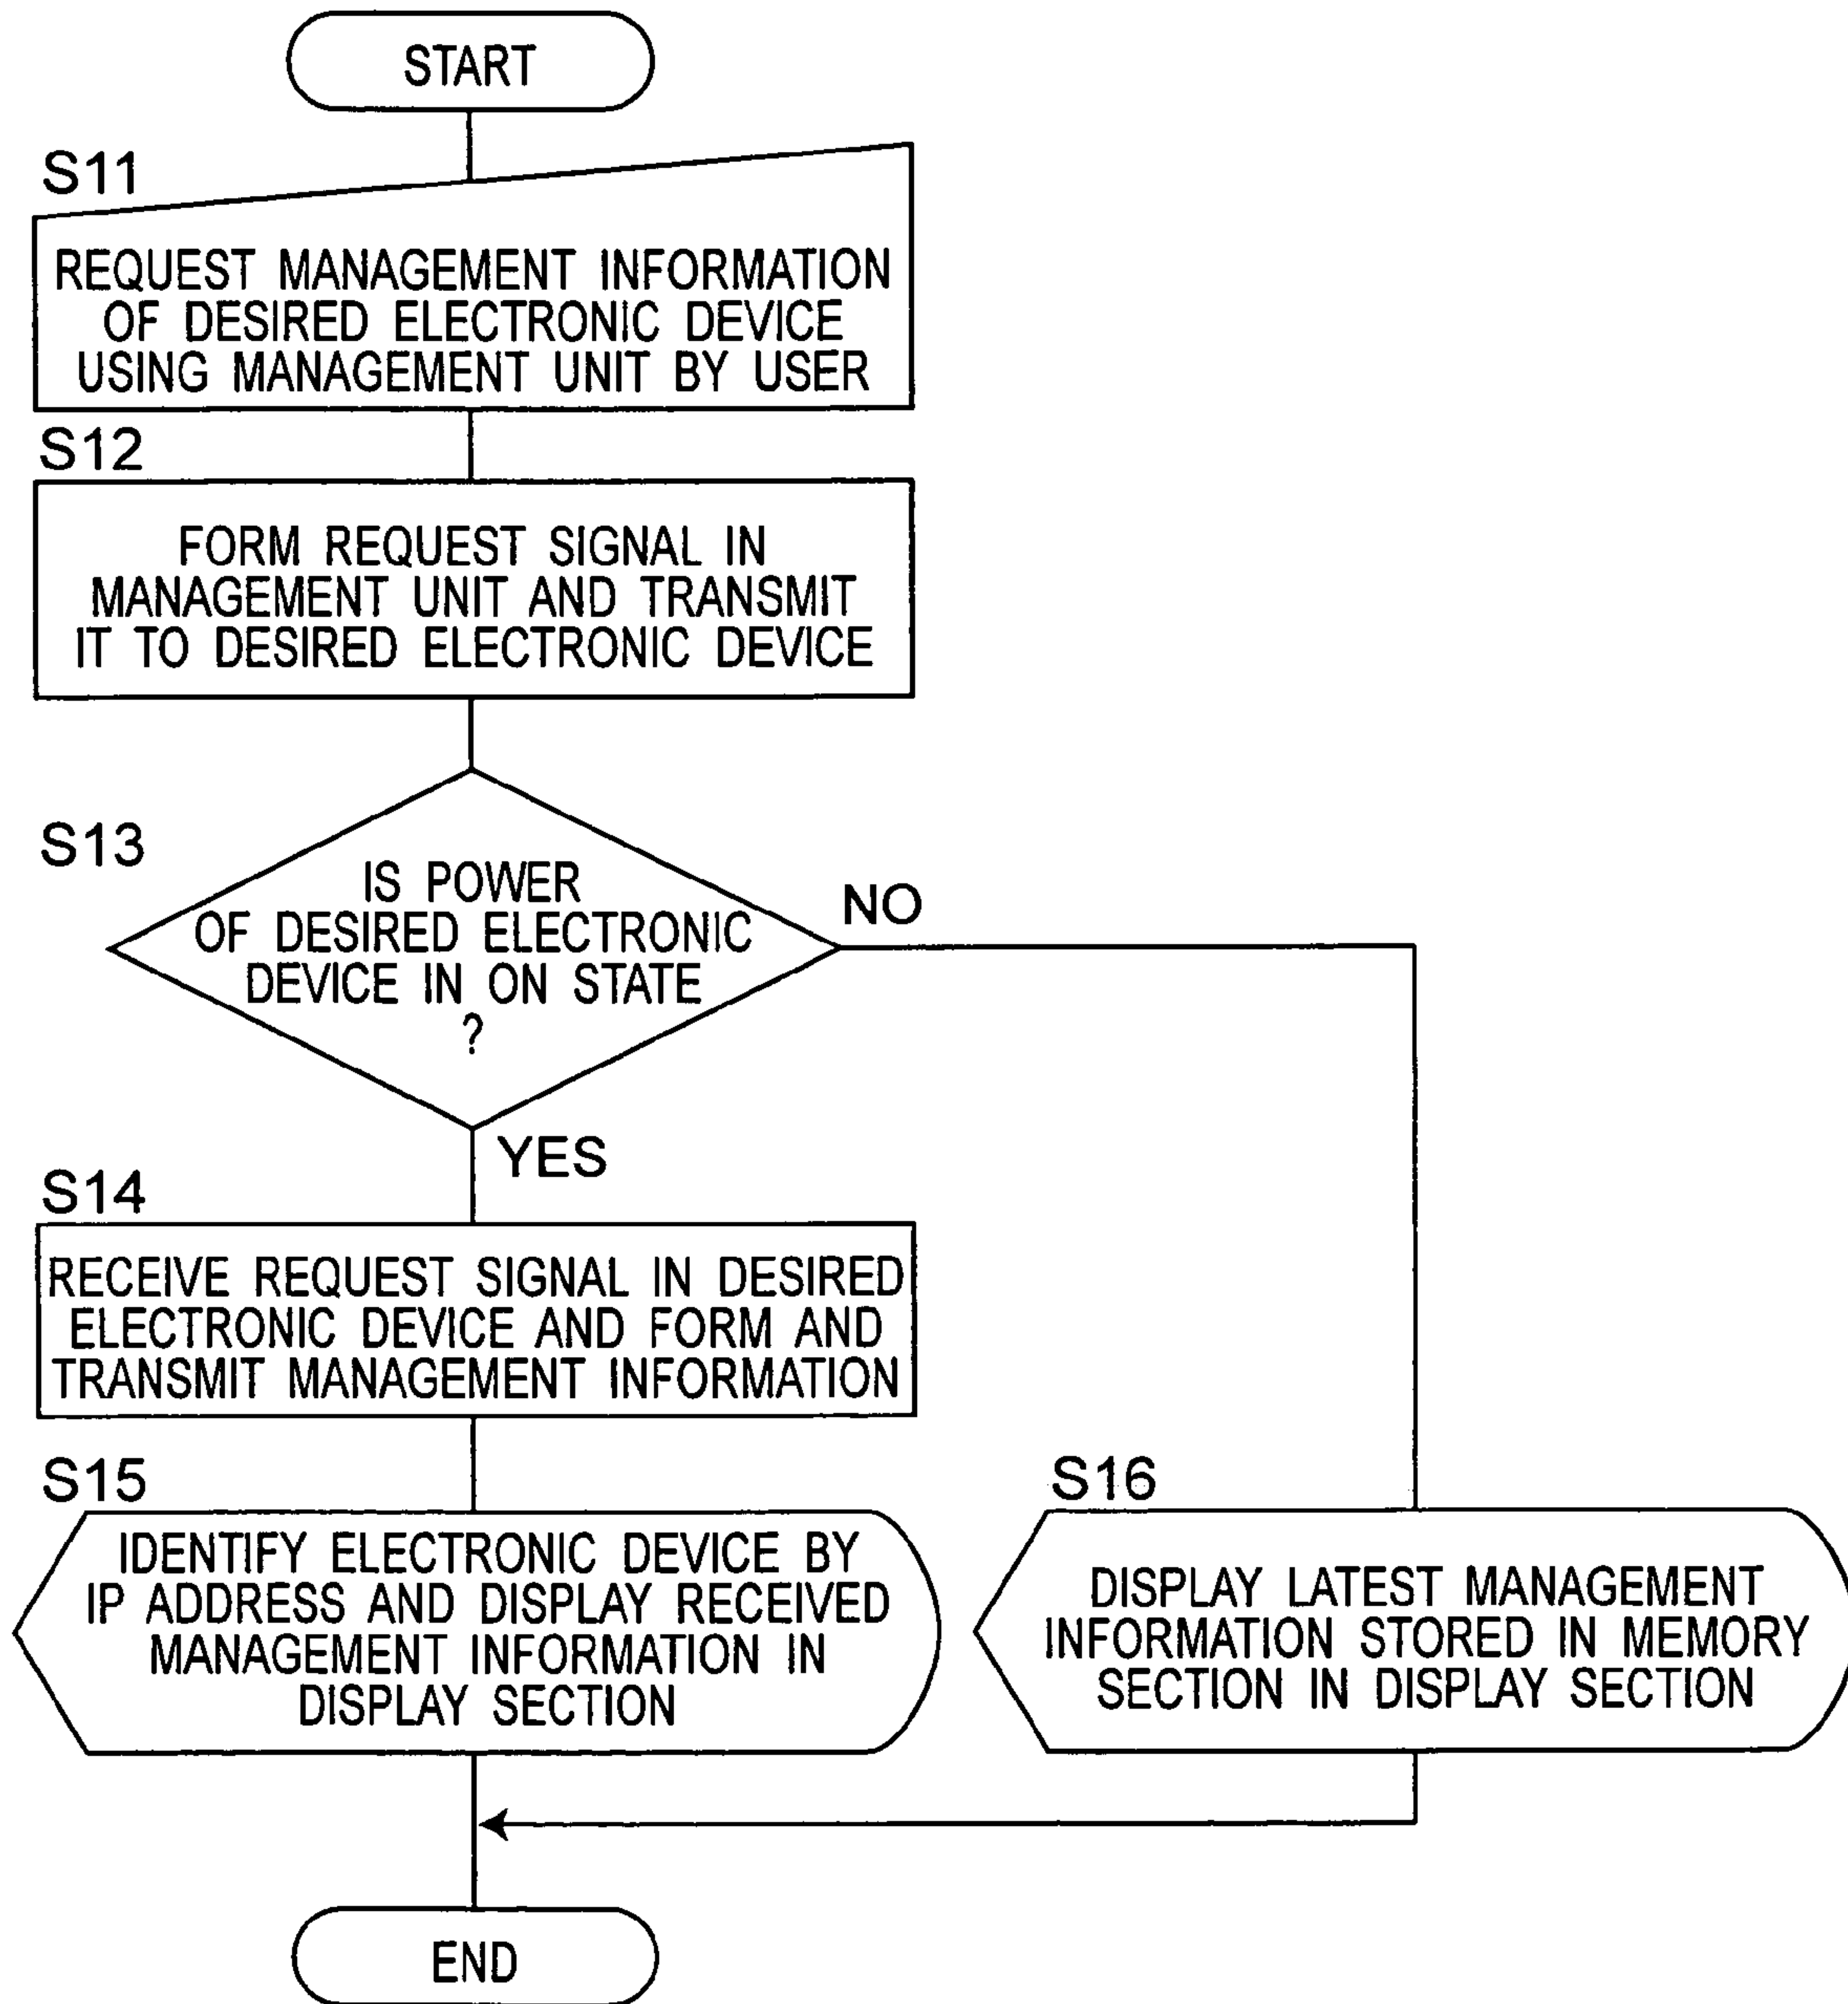 START
S11
REQUEST MANAGEMENT INFORMATION
OF DESIRED ELECTRONIC DEVICE
USING MANAGEMENT UNIT BY USER
S12
FORM REQUEST SIGNAL IN
MANAGEMENT UNIT AND TRANSMIT
IT TO DESIRED ELECTRONIC DEVICE
S13
IS POWER
OF DESIRED ELECTRONIC
DEVICE IN ON STATE
?
NO
YES
S14
RECEIVE REQUEST SIGNAL IN DESIRED
ELECTRONIC DEVICE AND FORM AND
TRANSMIT MANAGEMENT INFORMATION
S15
IDENTIFY ELECTRONIC DEVICE BY
IP ADDRESS AND DISPLAY RECEIVED
MANAGEMENT INFORMATION IN
DISPLAY SECTION
S16
DISPLAY LATEST MANAGEMENT
INFORMATION STORED IN MEMORY
SECTION IN DISPLAY SECTION
END